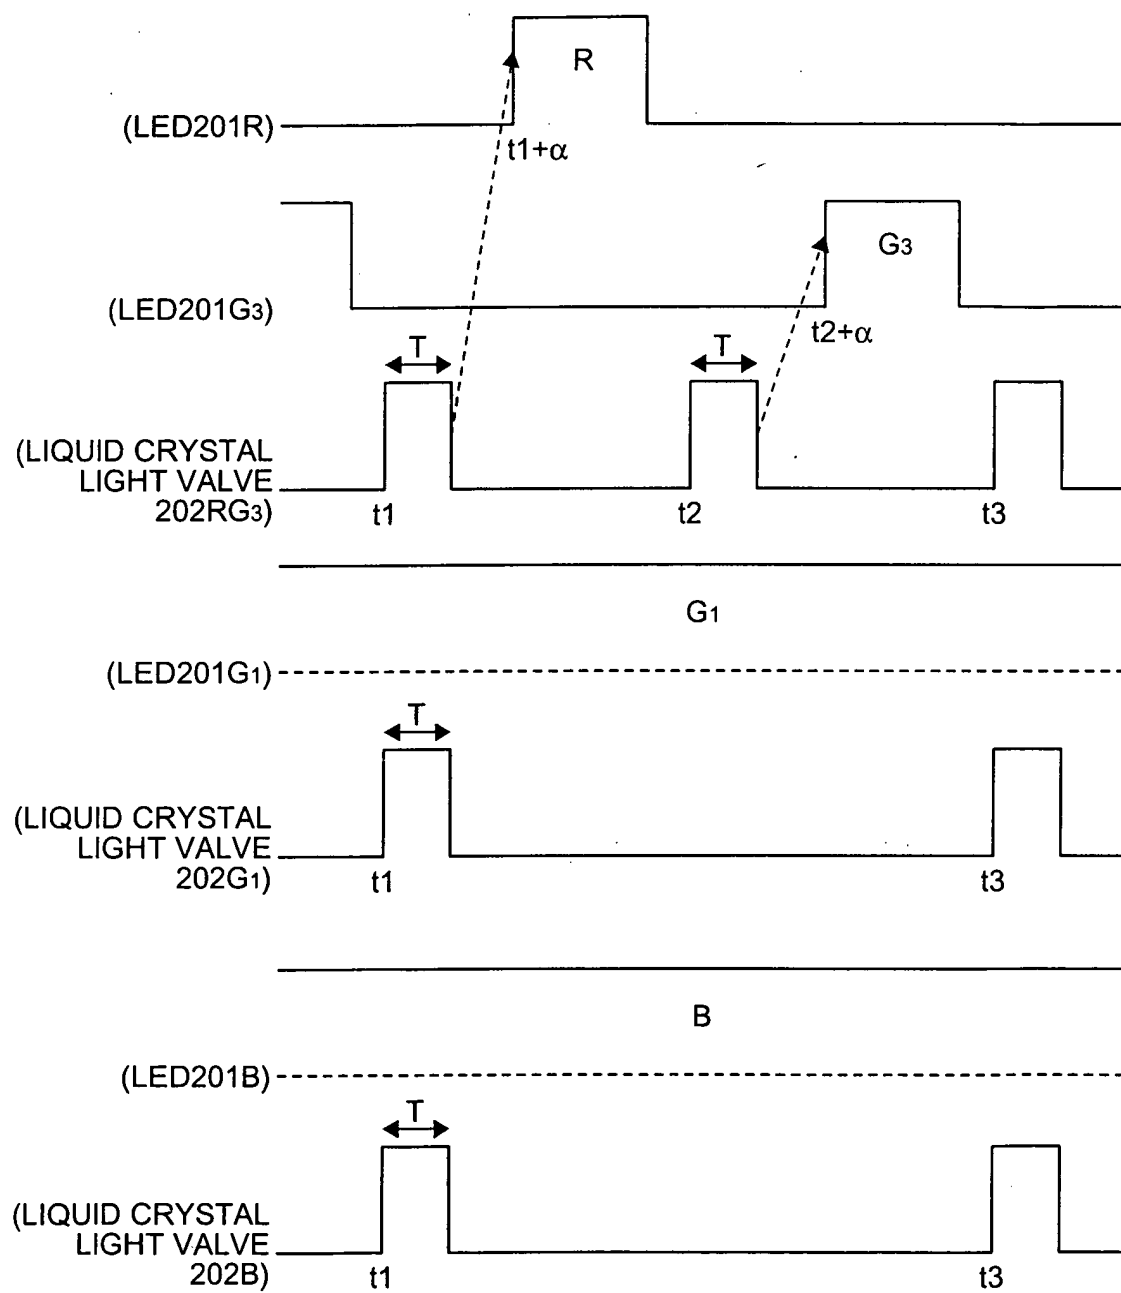 R
(LED201R)
t1+α
G3
(LED201G3)
t2+α
T T
(LIQUID CRYSTAL
LIGHT VALVE
202RG3)
t1 t2 t3
G1
(LED201G1)
T
(LIQUID CRYSTAL
LIGHT VALVE
202G1)
t1 t3
B
(LED201B)
T
(LIQUID CRYSTAL
LIGHT VALVE
202B)
t1 t3